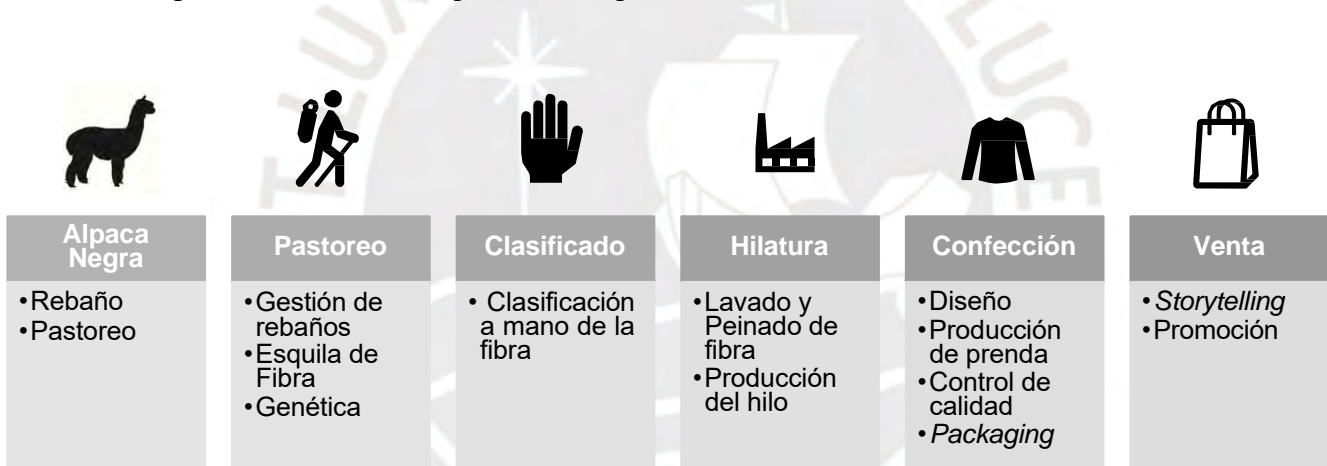 Alpaca
Negra
•Rebaño
•Pastoreo
Pastoreo
•Gestión de
rebaños
•Esquila de
Fibra
•Genética
Clasificado
• Clasificación
a mano de la
fibra
Hilatura
•Lavado y
Peinado de
fibra
•Producción
del hilo
Confección
•Diseño
•Producción
de prenda
•Control de
calidad
•Packaging
Venta
•Storytelling
•Promoción